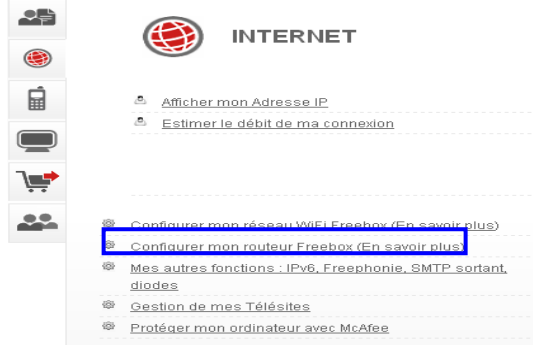 INTERNET
Afficher mon Adresse IP
Estimer le débit de ma connexion
Configurer mon réseau WiFi Freebox (En savoir plus)
Configurer mon routeur Freebox (En savoir plus)
Mes autres fonctions : IPv6, Freephonie, SMTP sortant,
diodes
Gestion de mes Télésites
Protéger mon ordinateur avec McAfee